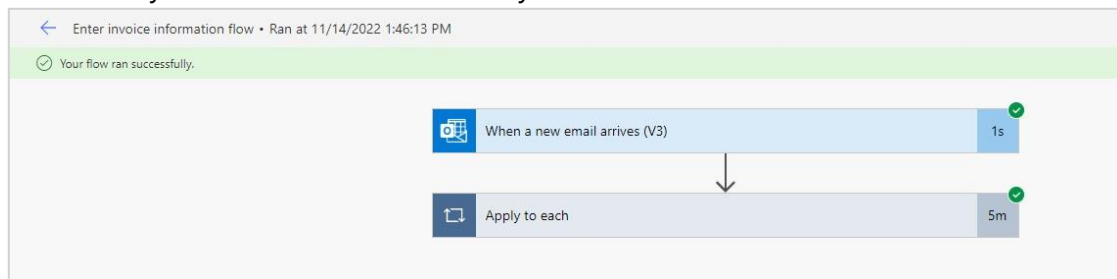 Enter invoice information flow • Ran at 11/14/2022 1:46:13 PM
Your flow ran successfully.
When a new email arrives (V3) 1s
Apply to each 5m